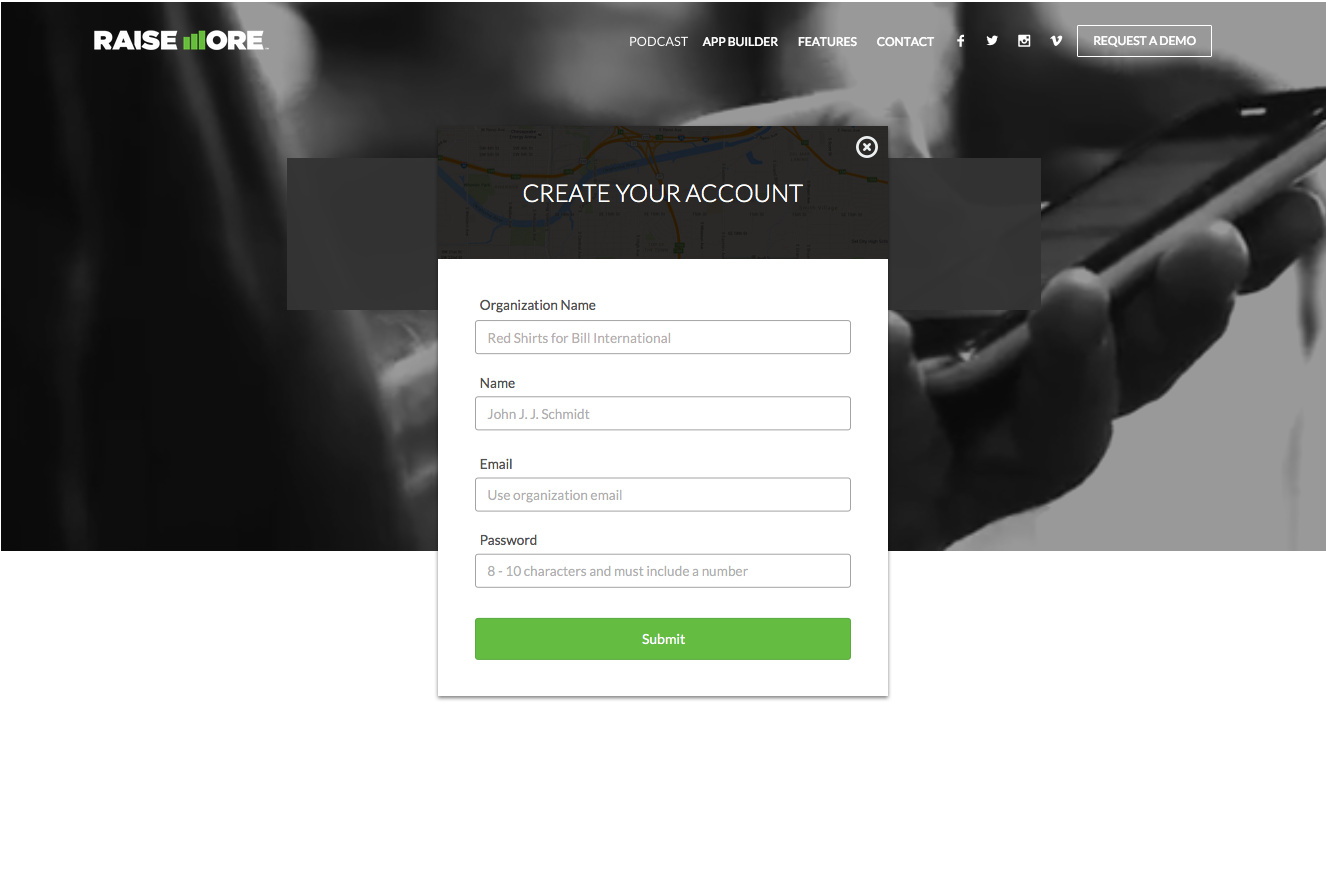 RAISE MORE
PODCAST APP BUILDER FEATURES CONTACT REQUEST A DEMO
CREATE YOUR ACCOUNT
Organization Name
Red Shirts for Bill International
Name
John J. J. Schmidt
Email
Use organization email
Password
8 - 10 characters and must include a number
Submit